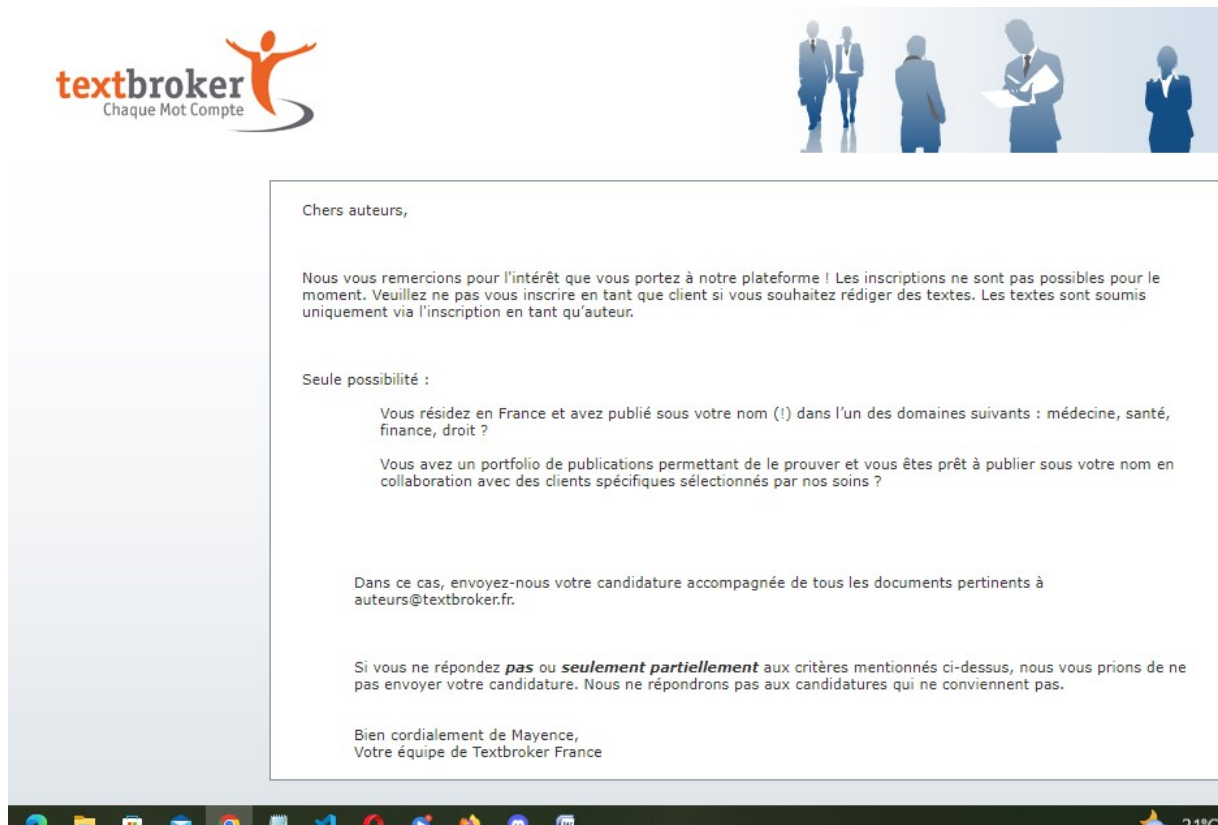 textbroker
Chaque Mot Compte
Chers auteurs,
Nous vous remercions pour l'intérêt que vous portez à notre plateforme ! Les inscriptions ne sont pas possibles pour le
moment. Veuillez ne pas vous inscrire en tant que client si vous souhaitez rédiger des textes. Les textes sont soumis
uniquement via l'inscription en tant qu’auteur.
Seule possibilité :
Vous résidez en France et avez publié sous votre nom (!) dans l’un des domaines suivants : médecine, santé,
finance, droit ?
Vous avez un portfolio de publications permettant de le prouver et vous êtes prêt à publier sous votre nom en
collaboration avec des clients spécifiques sélectionnés par nos soins ?
Dans ce cas, envoyez-nous votre candidature accompagnée de tous les documents pertinents à
auteurs@textbroker.fr.
Si vous ne répondez pas ou seulement partiellement aux critères mentionnés ci-dessus, nous vous prions de ne
pas envoyer votre candidature. Nous ne répondrons pas aux candidatures qui ne conviennent pas.
Bien cordialement de Mayence,
Votre équipe de Textbroker France